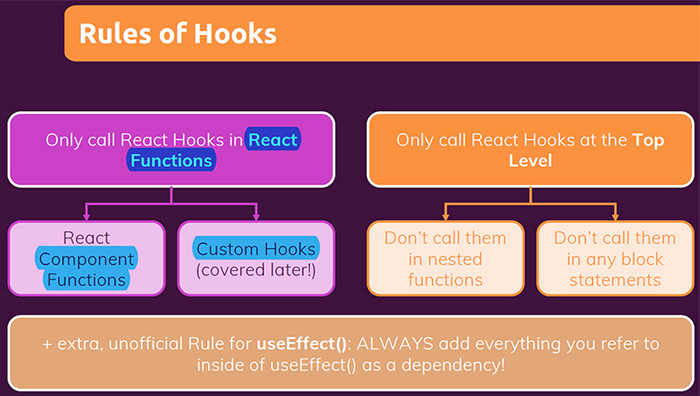 Rules of Hooks
Only call React Hooks in React
Functions
Only call React Hooks at the Top
Level
React
Component
Functions
Custom Hooks
(covered later!)
Don't call them
in nested
functions
Don't call them
in any block
statements
+ extra, unofficial Rule for useEffect(): ALWAYS add everything you refer to
inside of useEffect() as a dependency!